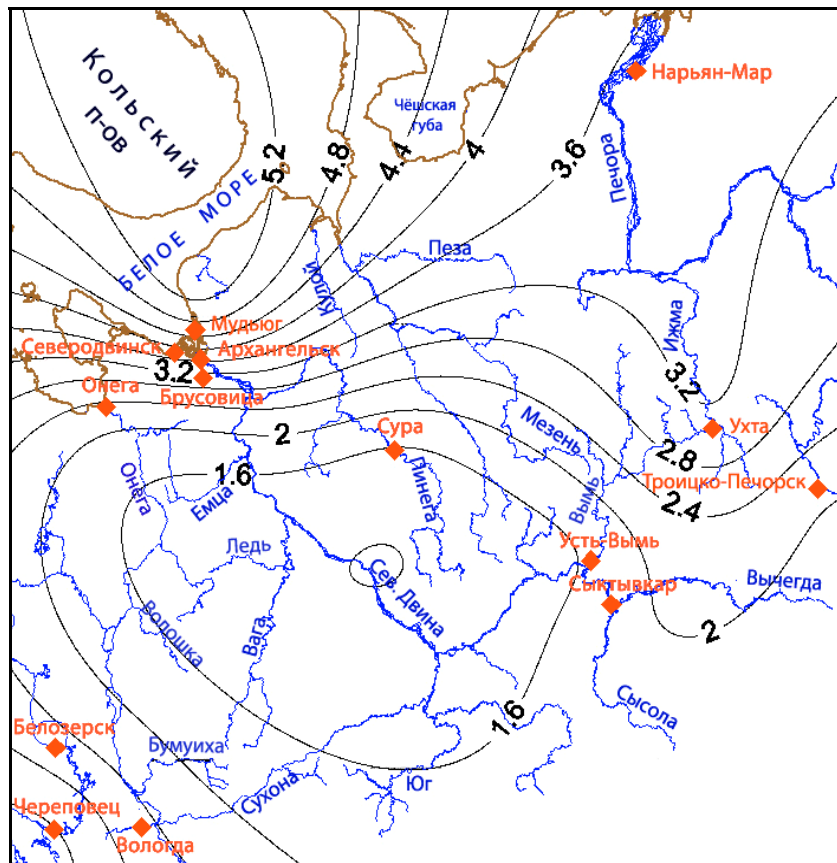 Кольский
п-ов
Чёшская
губа
Нарьян-Мар
5.2
4.8
4.4
4
3.6
Печора
БЕЛОЕ МОРЕ
Пеза
Кулой
Ижма
Мудьюг
Северодвинск
Архангельск
3.2
3.2
Брусовица
Онега
2
Сура
Мезень
Ухта
2.8
1.6
Троицко-Печорск
2.4
Онега
Емца
Пинега
Вымь
Ледь
Усть-Вымь
Сев. Двина
Сыктывкар
Вычегда
Волошка
Вага
2
1.6
Сысола
Белозерск
Бумуиха
Сухона
Юг
Череповец
Вологда